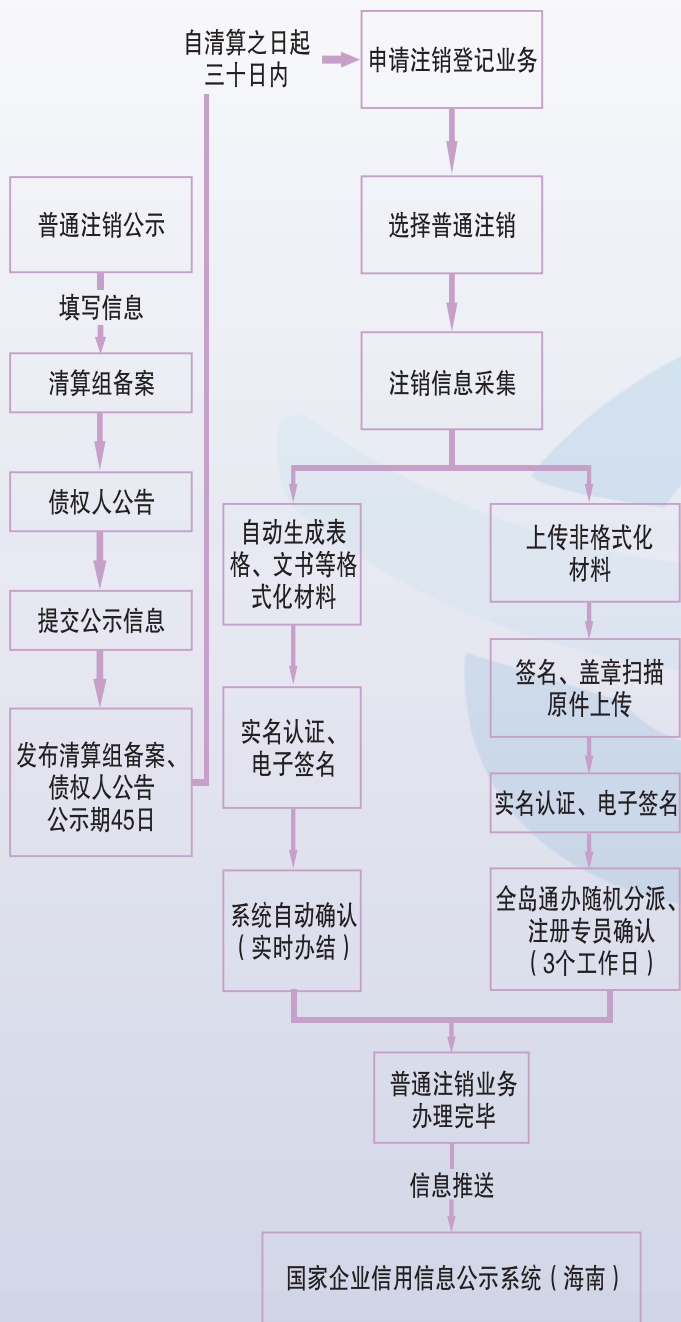 自清算之日起
三十日内
申请注销登记业务
普通注销公示
选择普通注销
填写信息
清算组备案
注销信息采集
债权人公告
自动生成表
格、文书等格
式化材料
上传非格式化
材料
提交公示信息
签名、盖章扫描
原件上传
发布清算组备案、
债权人公告
公示期45日
实名认证、
电子签名
实名认证、电子签名
系统自动确认
（实时办结）
全岛通办随机分派、
注册专员确认
（3个工作日）
普通注销业务
办理完毕
信息推送
国家企业信用信息公示系统（海南）